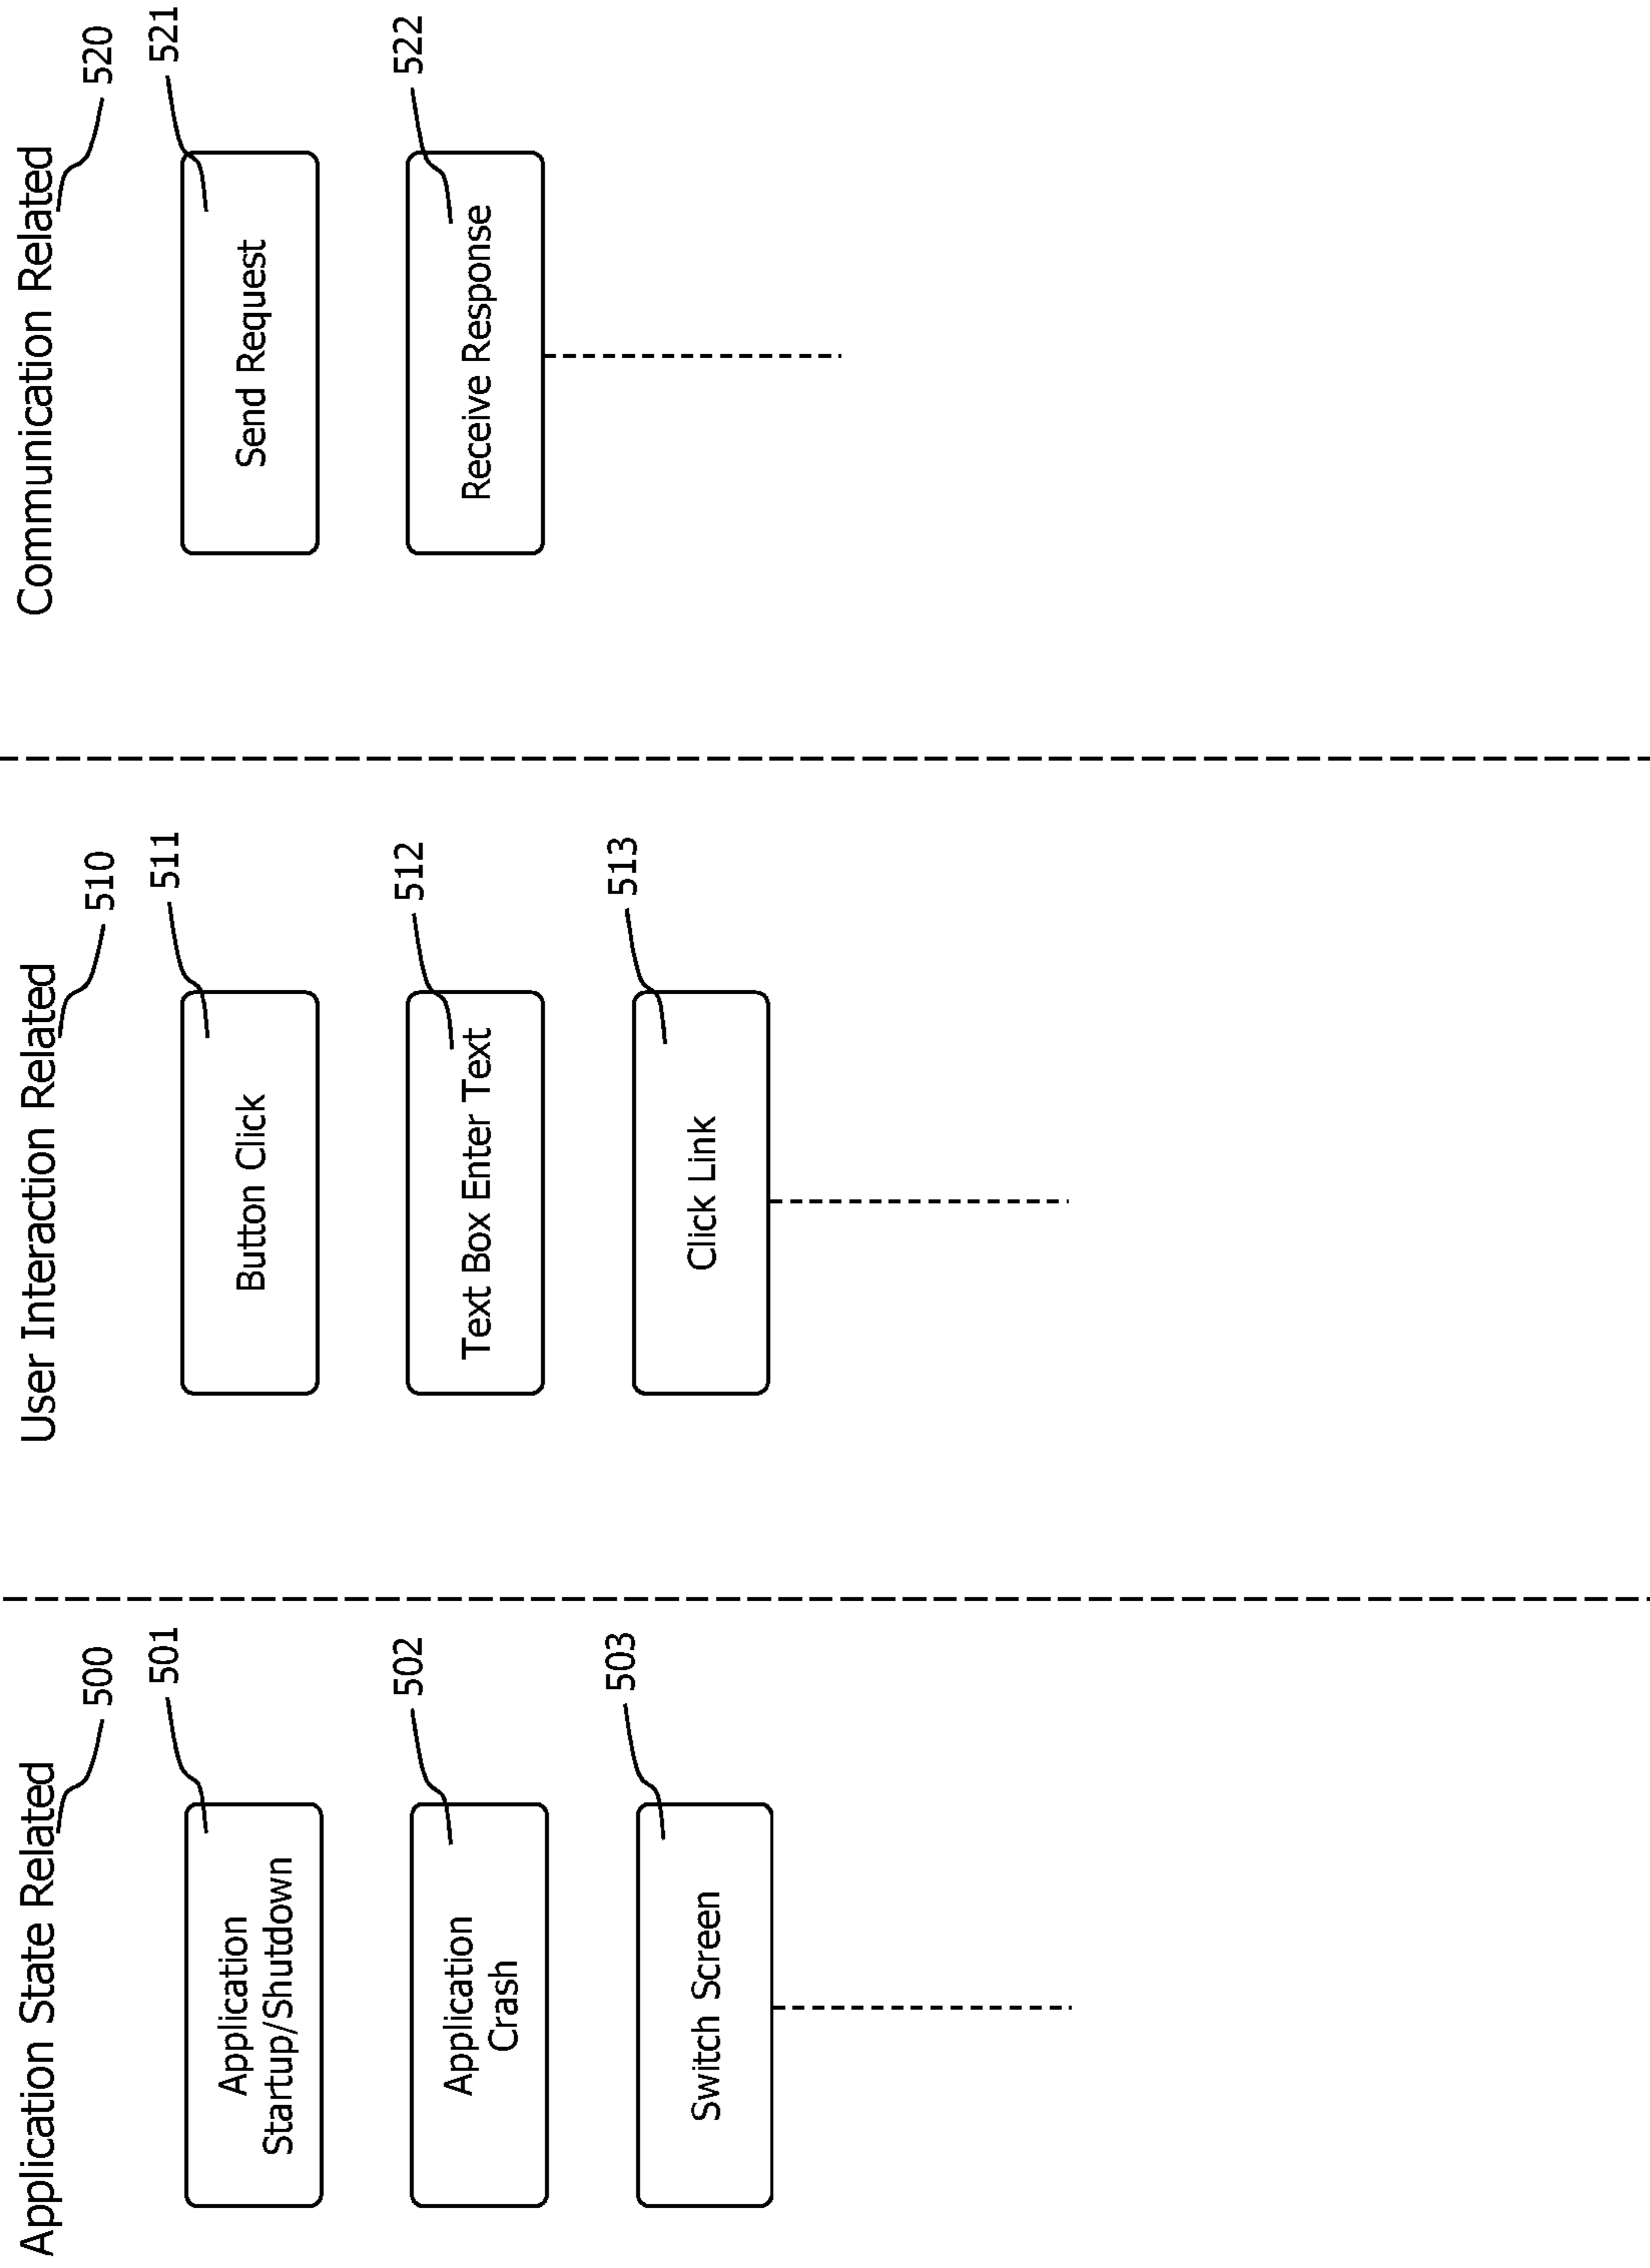 Application State Related
500
501
Application
Startup/Shutdown
502
Application
Crash
503
Switch Screen
User Interaction Related
510
511
Button Click
512
Text Box Enter Text
513
Click Link
Communication Related
520
521
Send Request
522
Receive Response